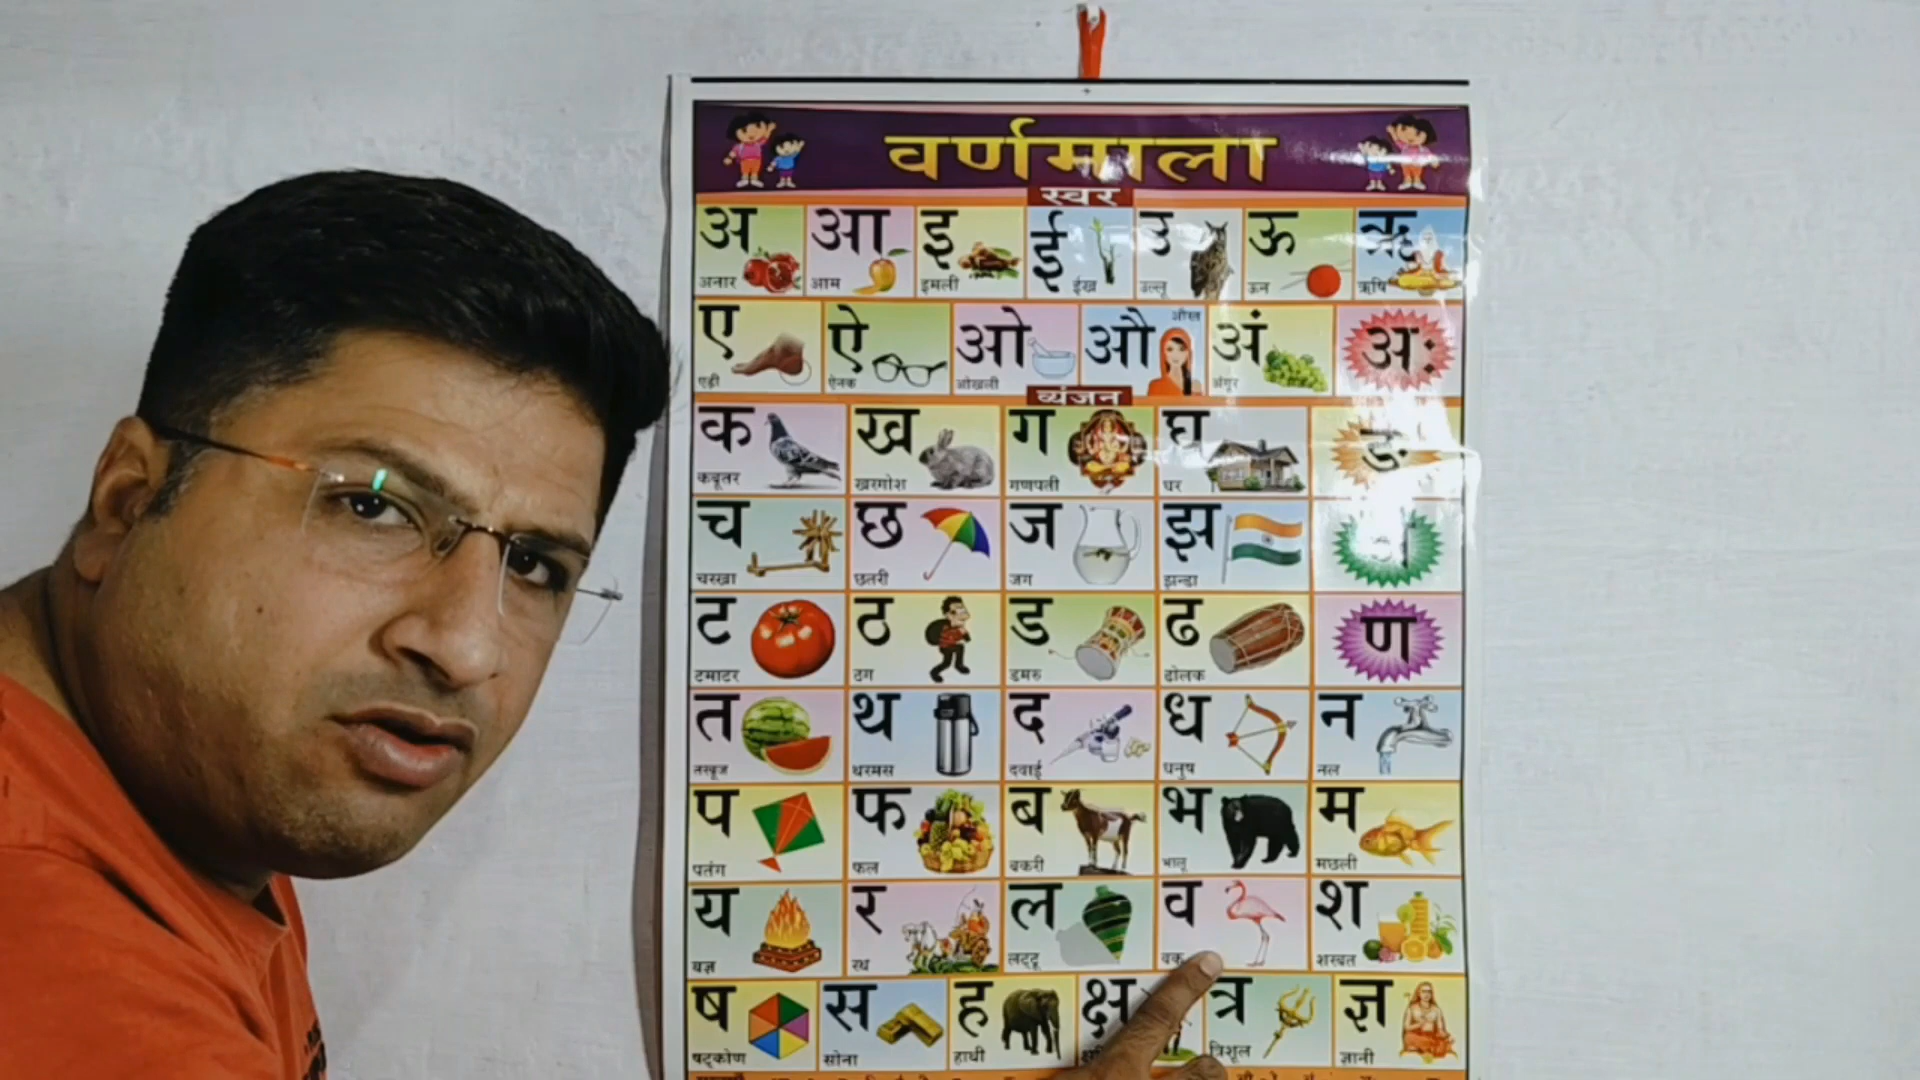 वर्णमाला
स्वर
अ आ इ ई उ ऊ ऋ
अनार आम इमली ईख उल्लू ऊन ऋषि
ए ऐ ओ औ औरत अं अः
एड़ी ऐनक ओखली अंगूर
व्यंजन
क ख ग घ ङ
कबूतर खरगोश गणपती घर
च छ ज झ
चरखा छतरी जग झन्डा
ट ठ ड ढ ण
टमाटर ठग डमरु ढोलक
त थ द ध न
तरबूज थरमस दवाई धनुष नल
प फ ब भ म
पतंग फल बकरी भालू मछली
य र ल व श
यज्ञ रथ लट्टू शरबत
ष स ह क्ष त्र ज्ञ
षट्कोण सोना हाथी त्रिशूल ज्ञानी